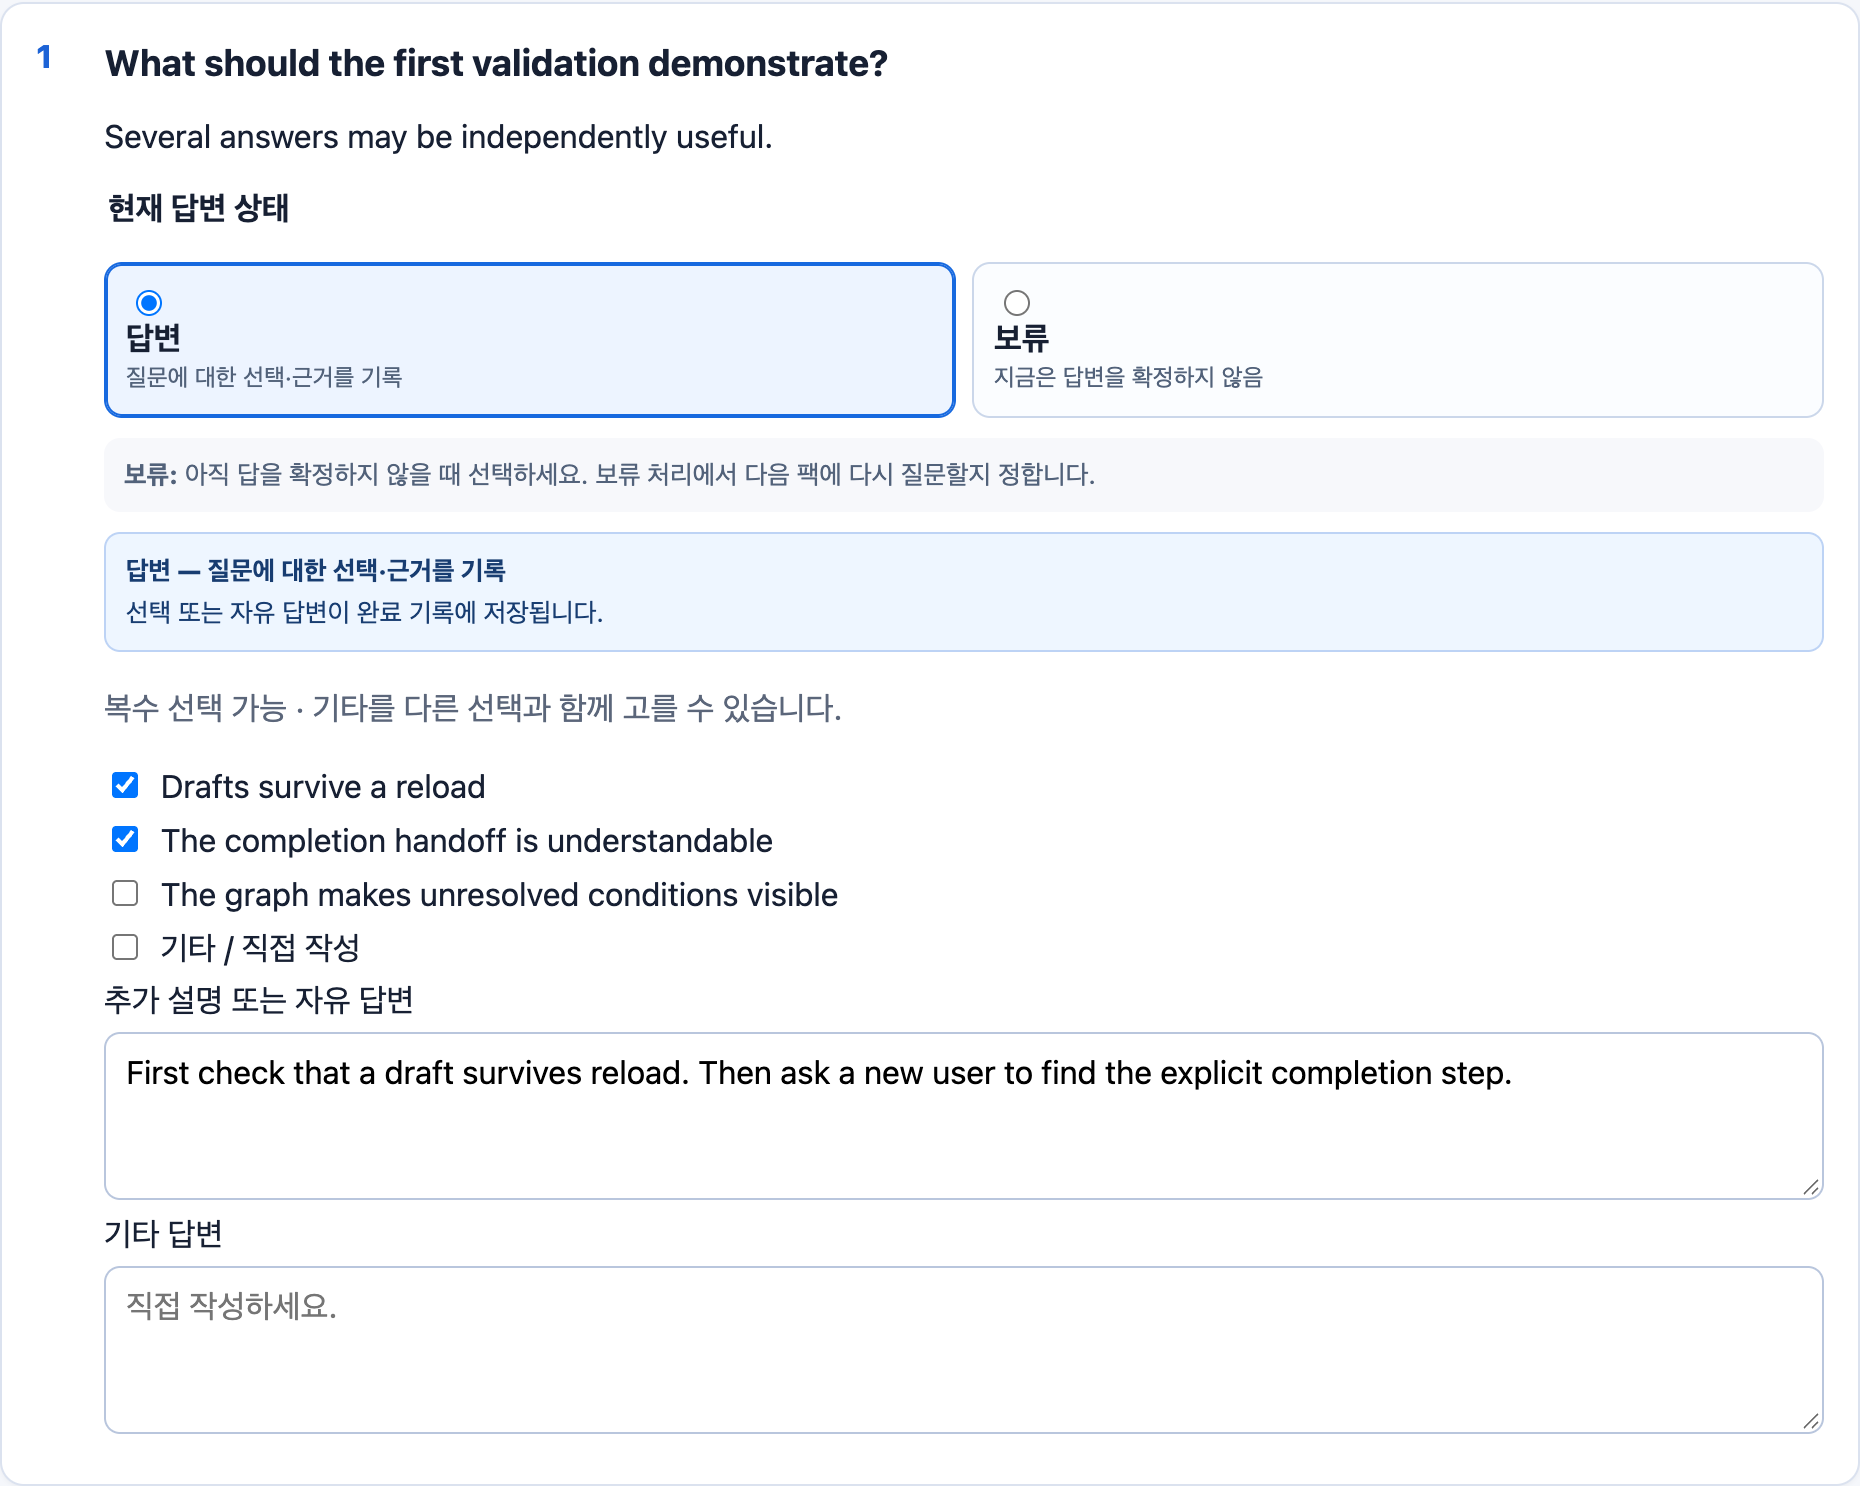 1
What should the first validation demonstrate?
Several answers may be independently useful.
현재 답변 상태
답변
질문에 대한 선택·근거를 기록
보류
지금은 답변을 확정하지 않음
보류: 아직 답을 확정하지 않을 때 선택하세요. 보류 처리에서 다음 팩에 다시 질문할지 정합니다.
답변 — 질문에 대한 선택·근거를 기록
선택 또는 자유 답변이 완료 기록에 저장됩니다.
복수 선택 가능 · 기타를 다른 선택과 함께 고를 수 있습니다.
Drafts survive a reload
The completion handoff is understandable
The graph makes unresolved conditions visible
기타 / 직접 작성
추가 설명 또는 자유 답변
First check that a draft survives reload. Then ask a new user to find the explicit completion step.
기타 답변
직접 작성하세요.